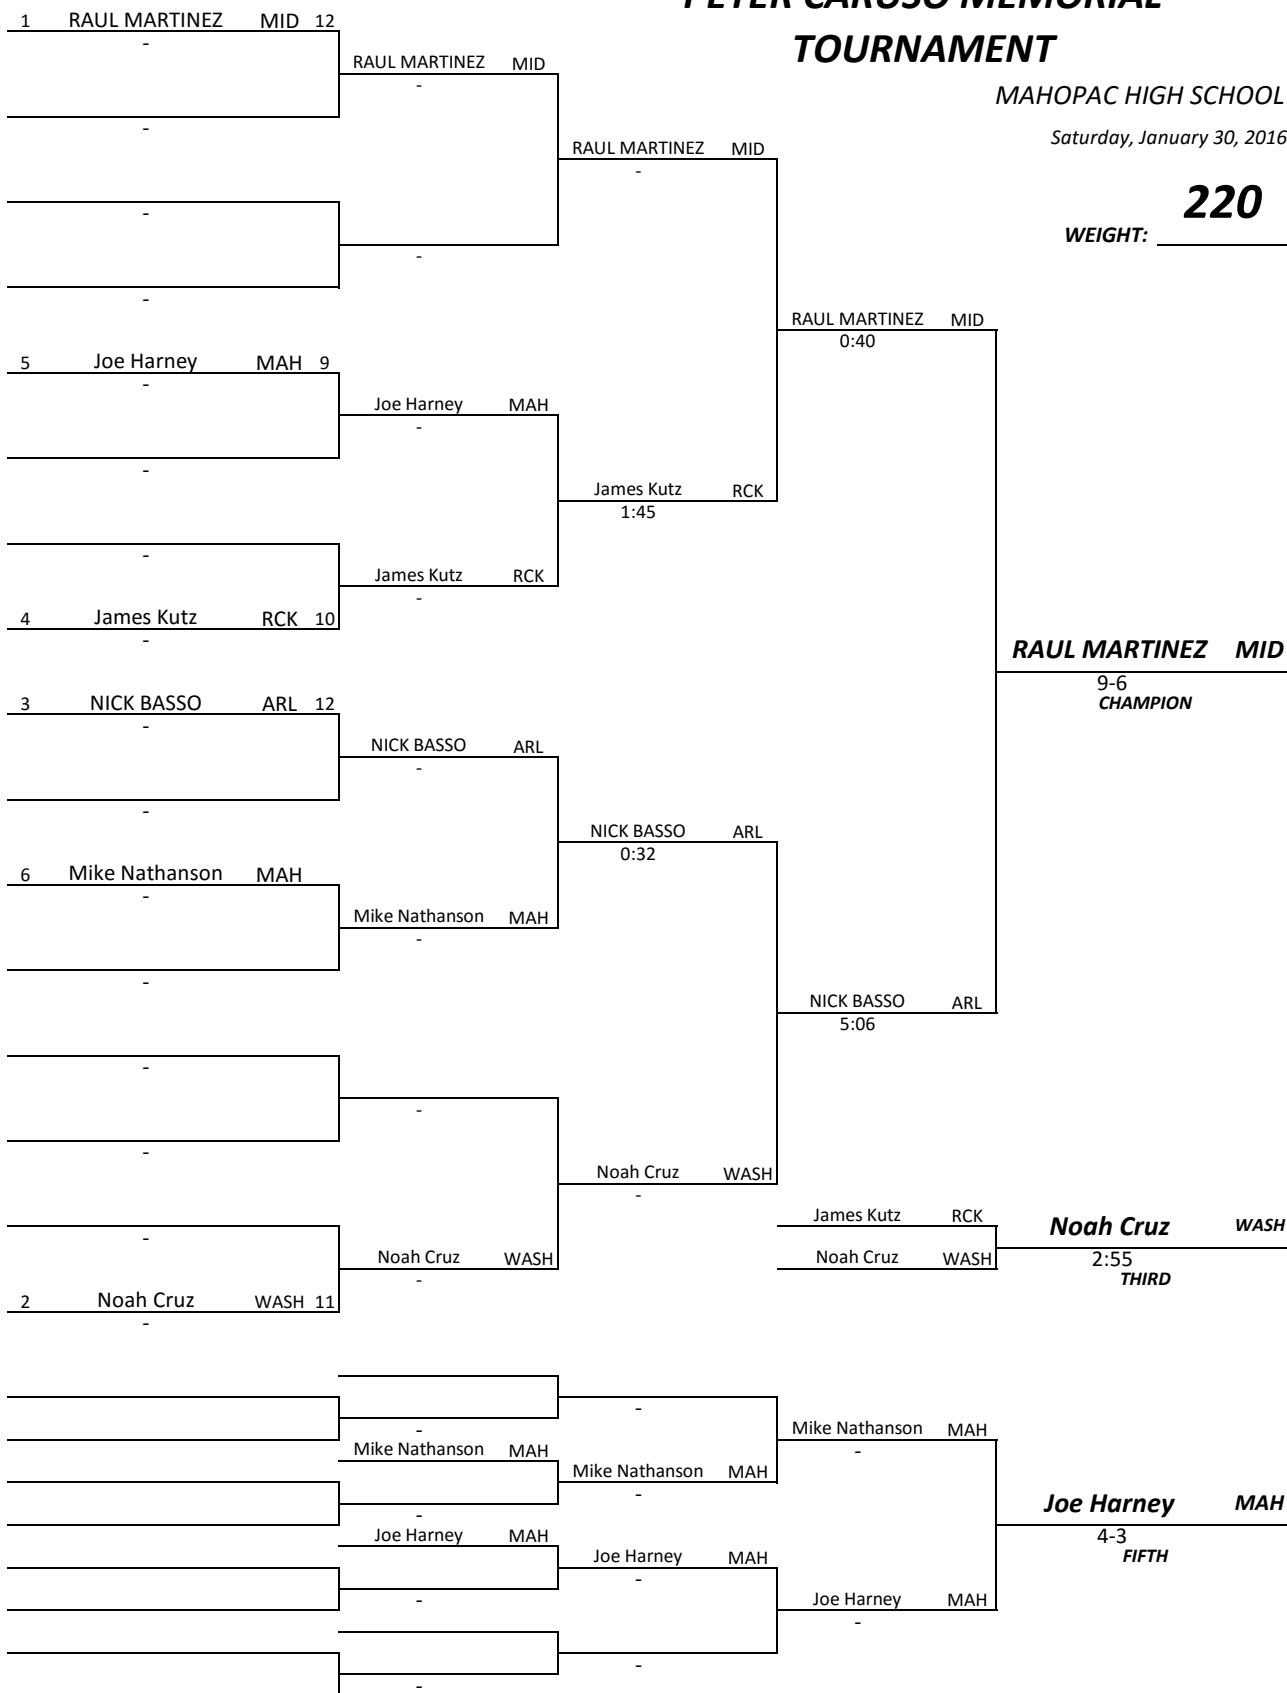 PETER CARUSO MEMORIAL
TOURNAMENT
MAHOPAC HIGH SCHOOL
Saturday, January 30, 2016
220
WEIGHT:
1 RAUL MARTINEZ MID 12
-
RAUL MARTINEZ MID
-
-
RAUL MARTINEZ MID
-
-
-
-
RAUL MARTINEZ MID
0:40
5 Joe Harney MAH 9
-
Joe Harney MAH
-
-
James Kutz RCK
1:45
-
James Kutz RCK
-
4 James Kutz RCK 10
-
RAUL MARTINEZ MID
9-6
CHAMPION
3 NICK BASSO ARL 12
-
NICK BASSO ARL
-
-
NICK BASSO ARL
0:32
6 Mike Nathanson MAH
-
Mike Nathanson MAH
-
-
NICK BASSO ARL
5:06
-
-
-
Noah Cruz WASH
-
James Kutz RCK
Noah Cruz WASH
2:55
THIRD
-
Noah Cruz WASH
Noah Cruz WASH
-
2 Noah Cruz WASH 11
-
-
-
Mike Nathanson MAH
-
Mike Nathanson MAH
Mike Nathanson MAH
-
-
Joe Harney MAH
4-3
FIFTH
Joe Harney MAH
Joe Harney MAH
-
-
Joe Harney MAH
-
-
-